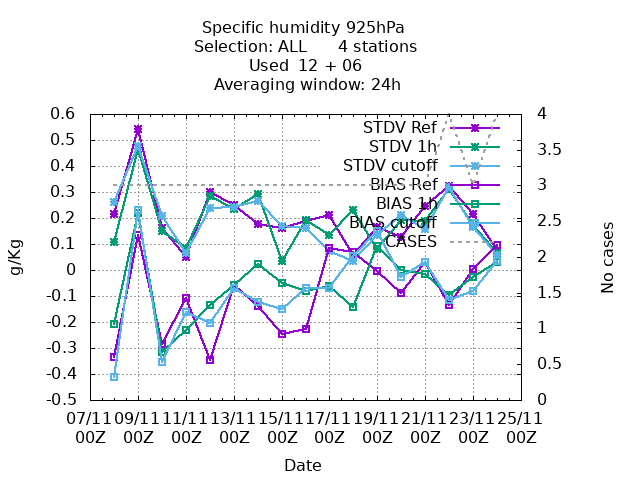 Specific humidity 925hPa
Selection: ALL      4 stations
Used  12 + 06
Averaging window: 24h
0.6
0.5
0.4
0.3
0.2
0.1
0
-0.1
-0.2
-0.3
-0.4
-0.5
g/Kg
STDV Ref
STDV 1h
STDV cutoff
BIAS Ref
BIAS 1h
BIAS cutoff
CASES
4
3.5
3
2.5
2
1.5
1
0.5
0
No cases
07/11 09/11 11/11 13/11 15/11 17/11 19/11 21/11 23/11 25/11
00Z 00Z 00Z 00Z 00Z 00Z 00Z 00Z 00Z 00Z
Date